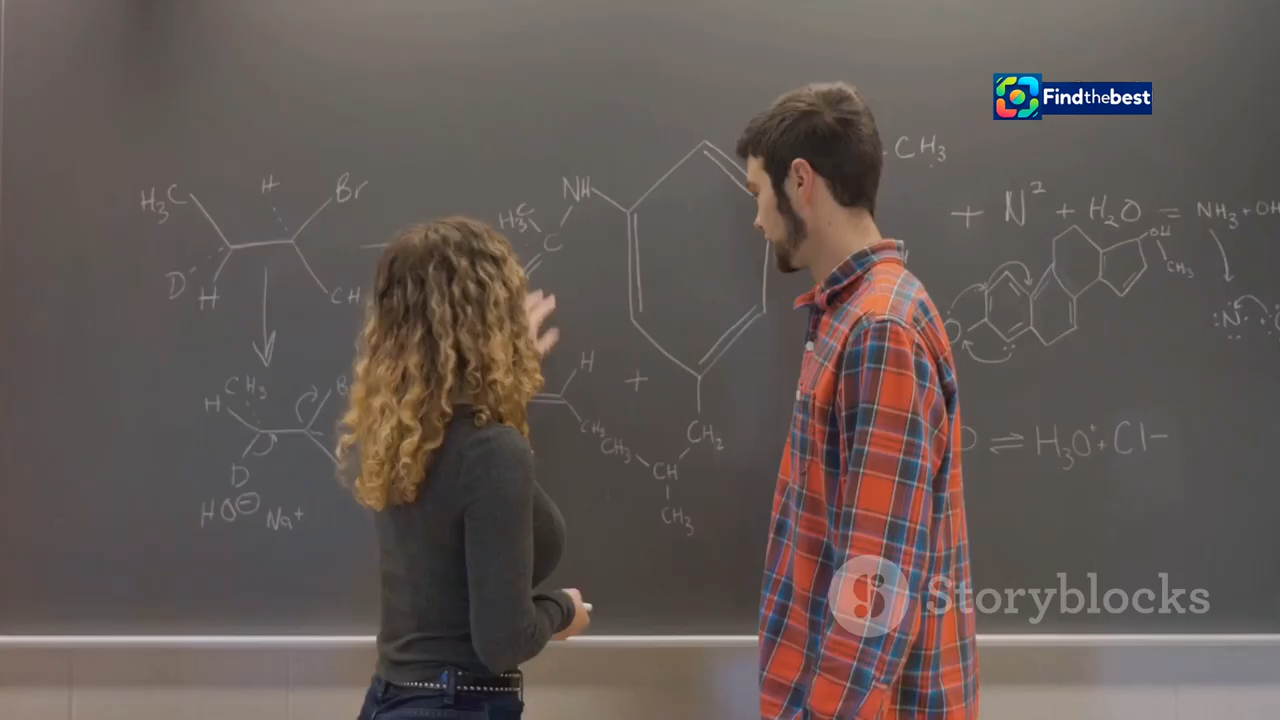 Findthebest
H₃C
H
Br
D
H
CH
NH
H₃C
C
CH₃
+ N² + H₂O = NH₃ + OH
OH
CH₃
:N:
CH₃
H
B
H
D
HO⊖ Na⁺
H
+
CH₃
CH₃
CH
CH₂
CH₃
⇌ H₃O⁺ + Cl−
Storyblocks